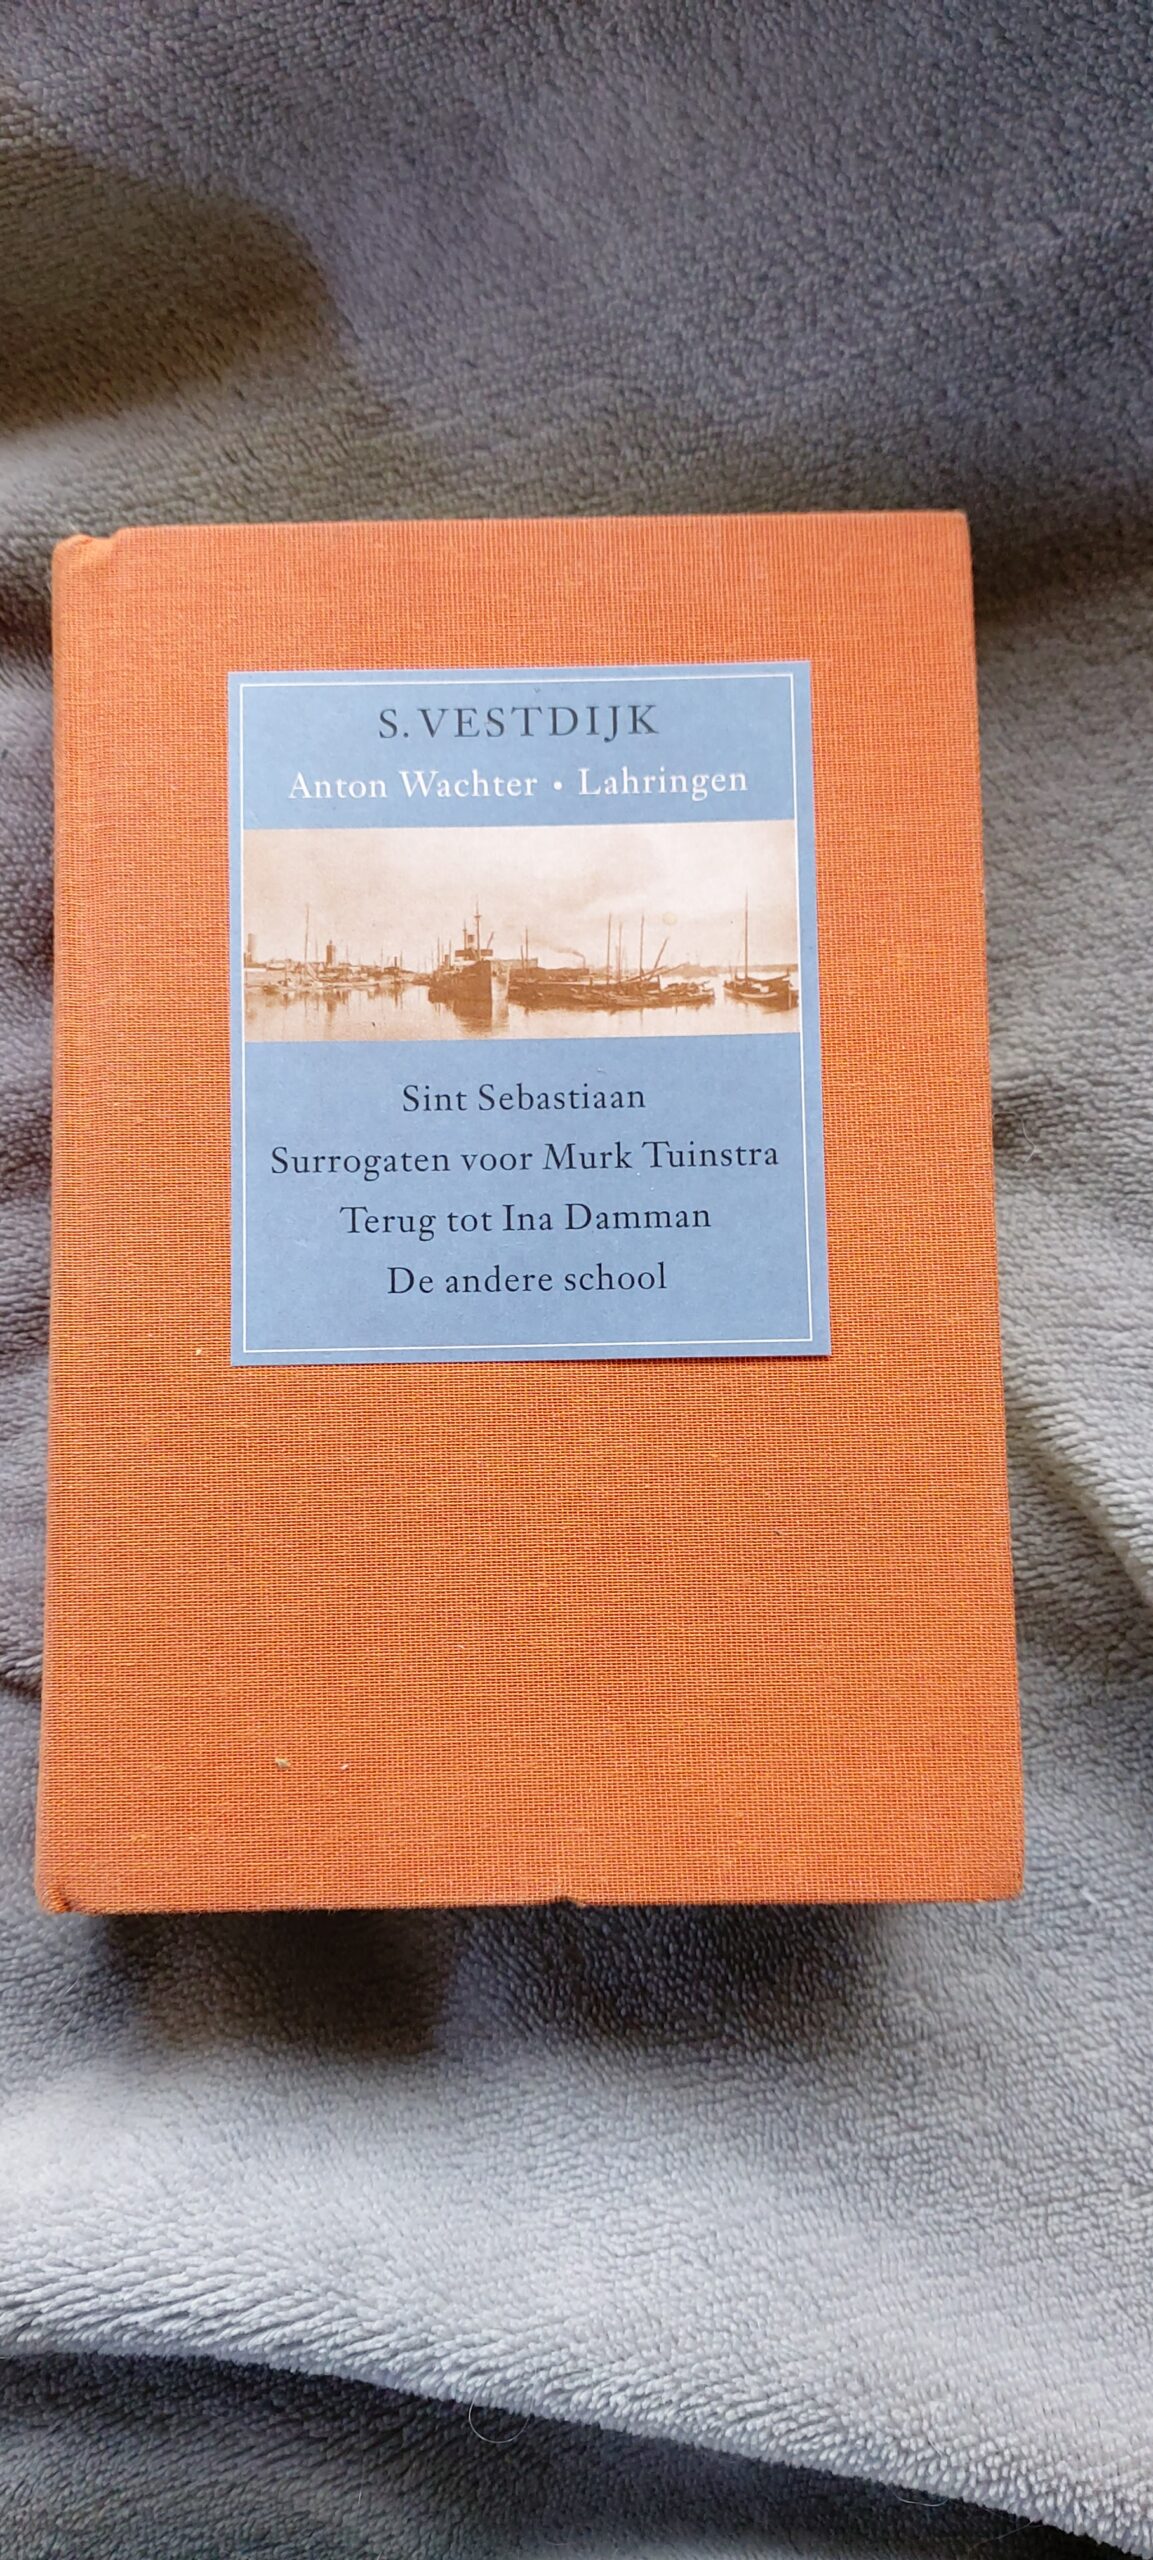 S. VESTDIJK
Anton Wachter • Lahringen
Sint Sebastiaan
Surrogaten voor Murk Tuinstra
Terug tot Ina Damman
De andere school